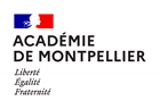 ACADÉMIE
DE MONTPELLIER
Liberté
Égalité
Fraternité